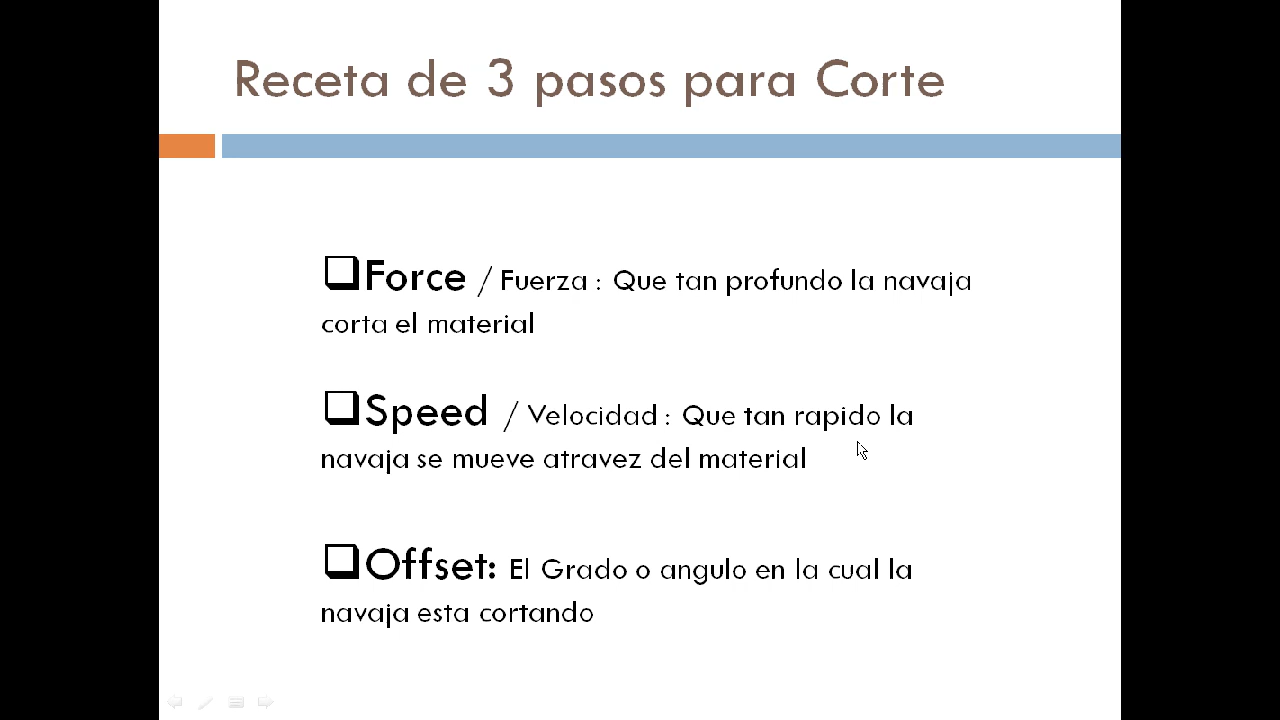 Receta de 3 pasos para Corte
❑Force / Fuerza : Que tan profundo la navaja
corta el material
❑Speed / Velocidad : Que tan rapido la
navaja se mueve atravez del material
❑Offset: El Grado o angulo en la cual la
navaja esta cortando